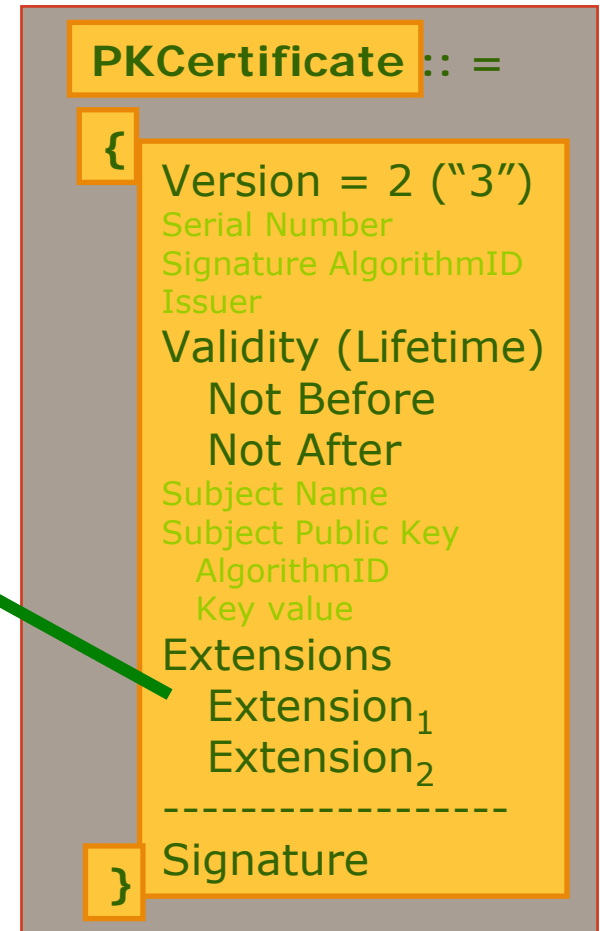 PKCertificate :: =
{
Version = 2 (“3”)
Serial Number
Signature AlgorithmID
Issuer
Validity (Lifetime)
Not Before
Not After
Subject Name
Subject Public Key
AlgorithmID
Key value
Extensions
Extension₁
Extension₂
------------------
Signature
}